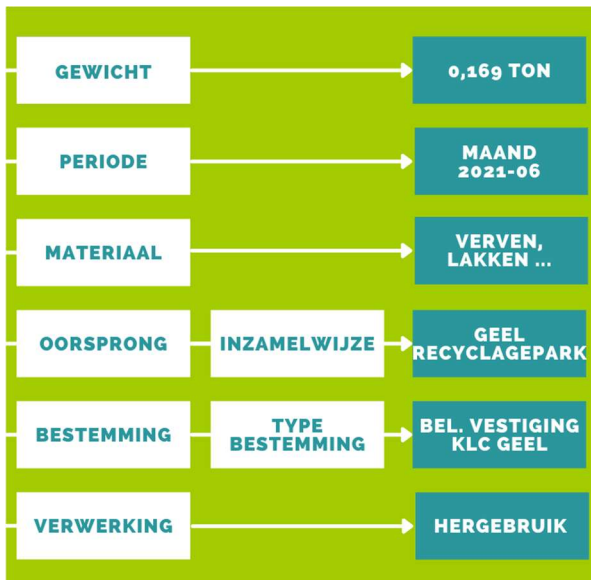 GEWICHT
0,169 TON
PERIODE
MAAND
2021-06
MATERIAAL
VERVEN,
LAKKEN ...
OORSPRONG
INZAMELWIJZE
GEEL
RECYCLAGEPARK
BESTEMMING
TYPE
BESTEMMING
BEL. VESTIGING
KLC GEEL
VERWERKING
HERGEBRUIK